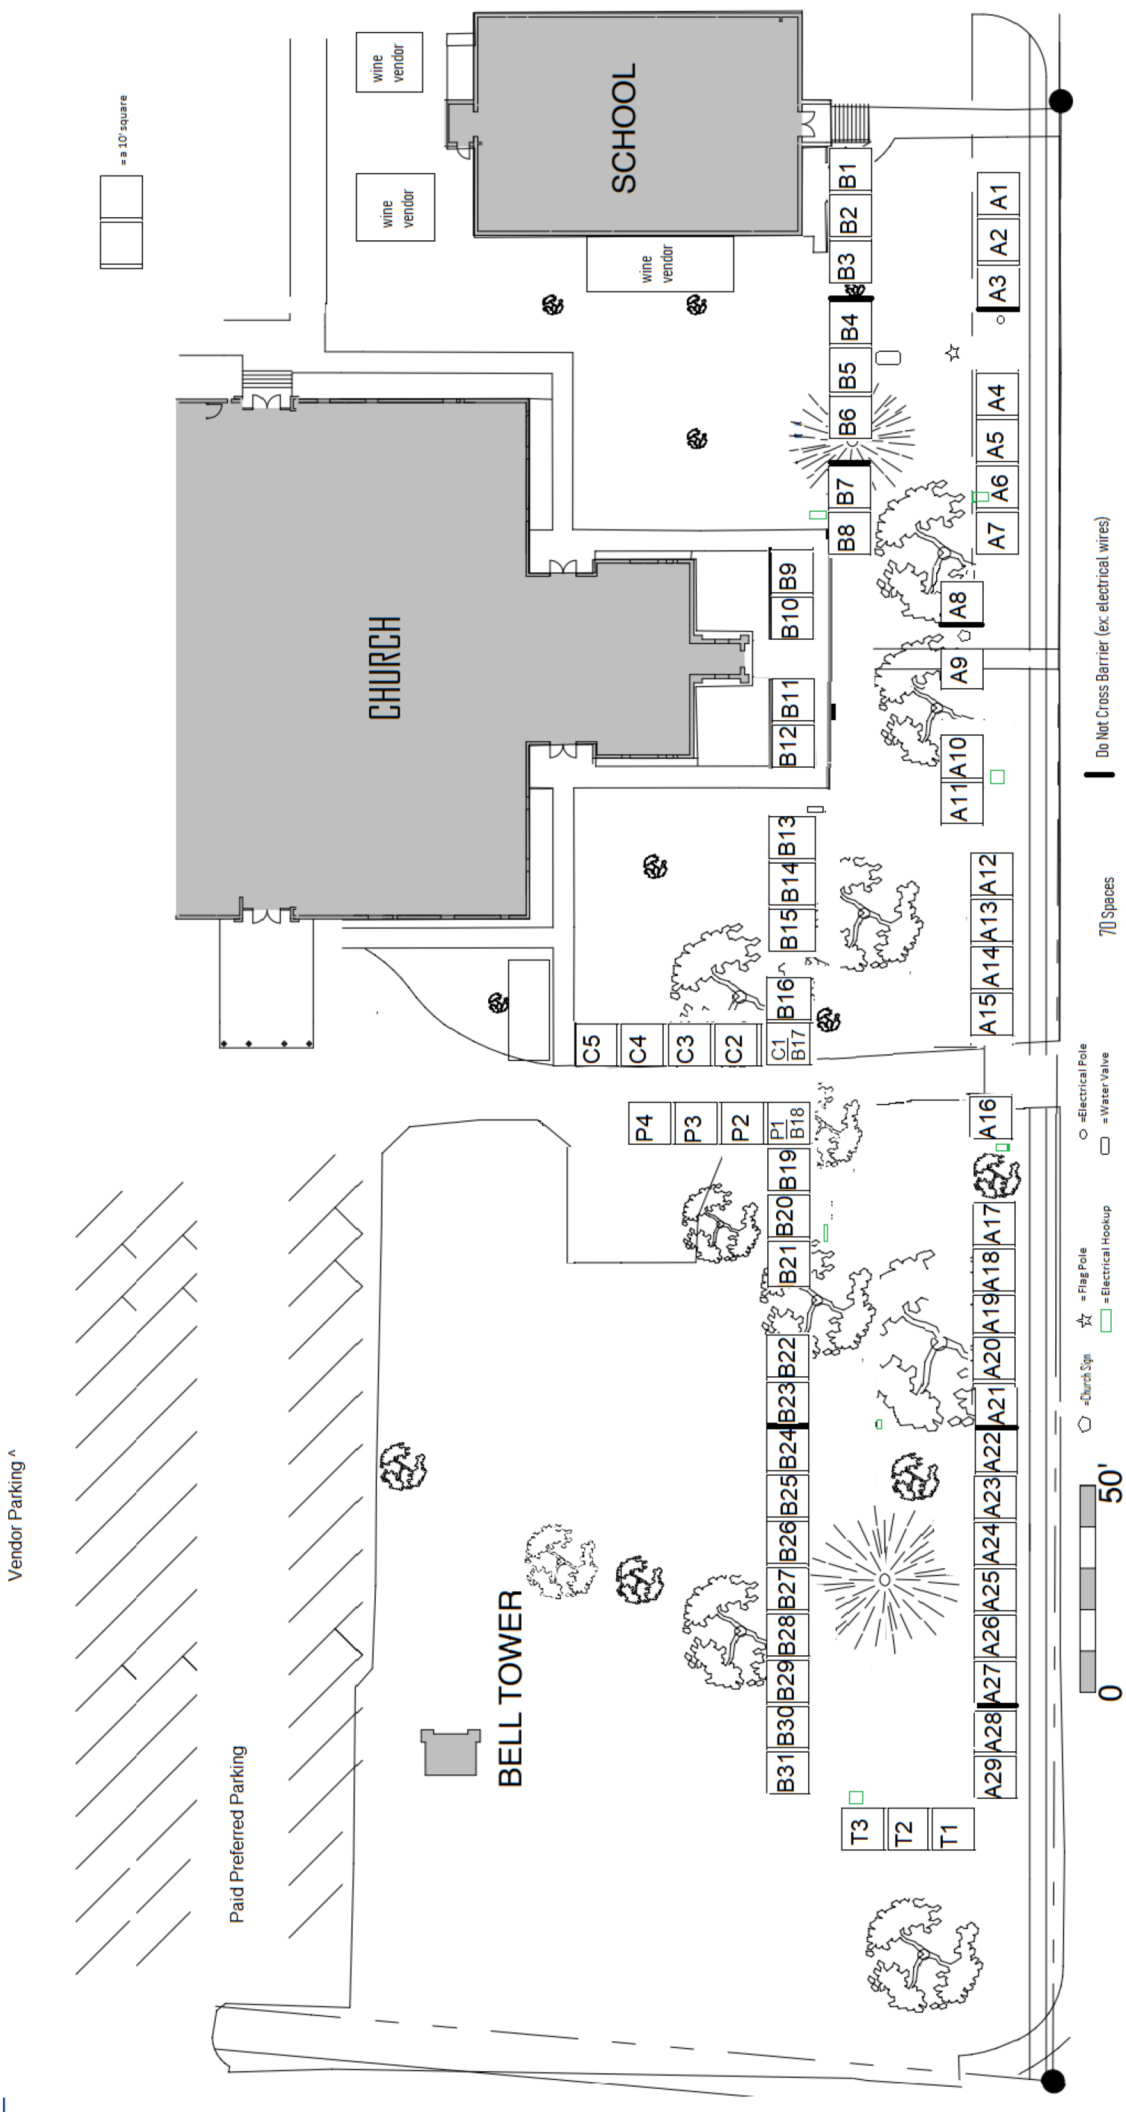 Vendor Parking ^
Paid Preferred Parking
= a 10' square
wine
vendor
wine
vendor
wine
vendor
SCHOOL
CHURCH
BELL TOWER
C5
C4
C3
C2
C1
B17
P4
P3
P2
P1
B18
B31
B30
B29
B28
B27
B26
B25
B24
B23
B22
B21
B20
B19
B16
B15
B14
B13
B12
B11
B10
B9
B8
B7
B6
B5
B4
B3
B2
B1
T3
T2
T1
A29
A28
A27
A26
A25
A24
A23
A22
A21
A20
A19
A18
A17
A16
A15
A14
A13
A12
A11
A10
A9
A8
A7
A6
A5
A4
A3
A2
A1
0
50'
=Church Sign
= Flag Pole
= Electrical Hookup
=Electrical Pole
= Water Valve
70 Spaces
Do Not Cross Barrier (ex: electrical wires)